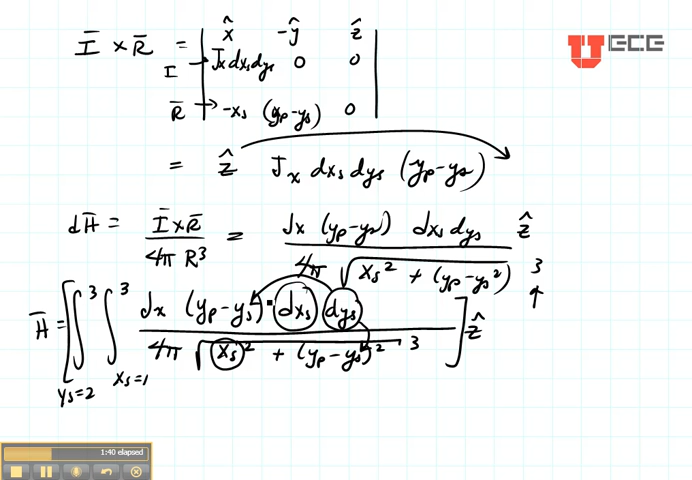 Ī × R̄ = | x̂ -ŷ ẑ |
I → Jx dxs dys 0 0
R̄ → -xs (yp-ys) 0
= ẑ Jx dxs dys (yp-ys)
dH̄ = Ī×R̄ / 4π R³ = Jx (yp-ys) dxs dys / 4π √(xs² + (yp-ys²)) 3 ẑ
H̄ = [ ∫ ys=2 3 ∫ xs=1 3 Jx (yp-ys) · dxs dys / 4π √(xs² + (yp-ys)²) 3 ] ẑ
U ECE
1:40 elapsed